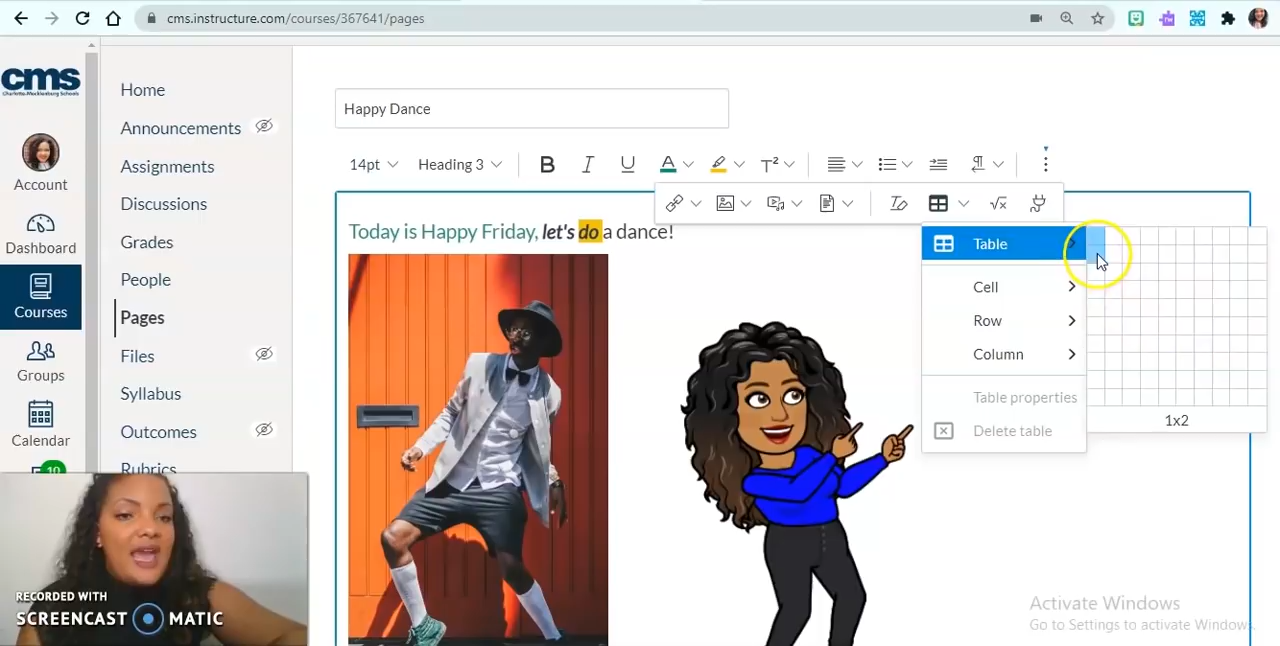 cms.instructure.com/courses/367641/pages
cms
Charlotte-Mecklenburg Schools
Account
Dashboard
Courses
Groups
Calendar
10
Home
Announcements
Assignments
Discussions
Grades
People
Pages
Files
Syllabus
Outcomes
Rubrics
Happy Dance
14pt
Heading 3
B I U A T²
√x
Today is Happy Friday, let's do a dance!
Table
Cell
Row
Column
Table properties
Delete table
1x2
RECORDED WITH
SCREENCAST MATIC
Activate Windows
Go to Settings to activate Windows.